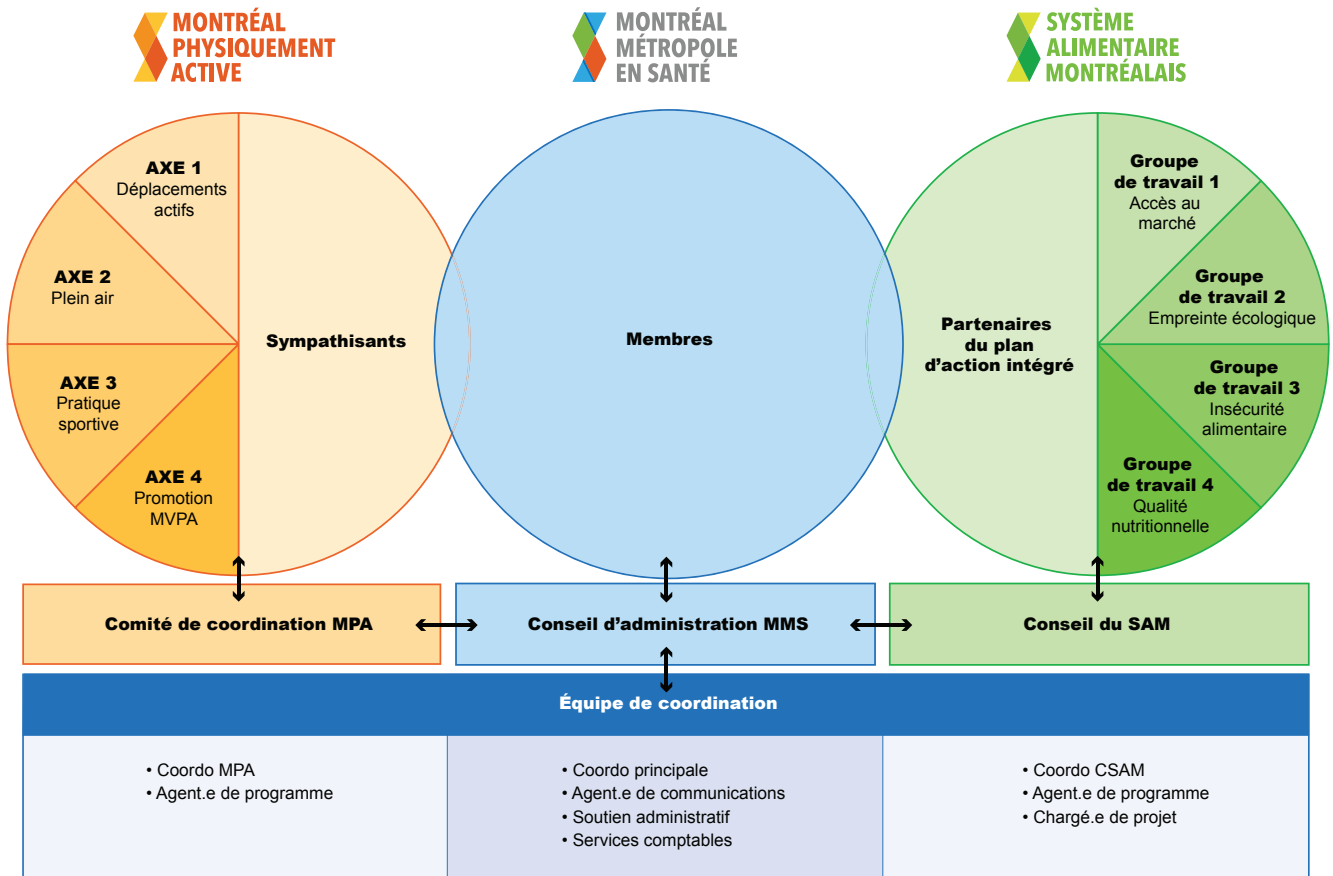 MONTRÉAL
PHYSIQUEMENT
ACTIVE
MONTRÉAL
MÉTROPOLE
EN SANTÉ
SYSTÈME
ALIMENTAIRE
MONTRÉALAIS
AXE 1
Déplacements
actifs
AXE 2
Plein air
AXE 3
Pratique
sportive
AXE 4
Promotion
MVPA
Sympathisants
Membres
Partenaires
du plan
d’action intégré
Groupe
de travail 1
Accès au
marché
Groupe
de travail 2
Empreinte écologique
Groupe
de travail 3
Insécurité
alimentaire
Groupe
de travail 4
Qualité
nutritionnelle
Comité de coordination MPA
Conseil d’administration MMS
Conseil du SAM
Équipe de coordination
• Coordo MPA
• Agent.e de programme
• Coordo principale
• Agent.e de communications
• Soutien administratif
• Services comptables
• Coordo CSAM
• Agent.e de programme
• Chargé.e de projet